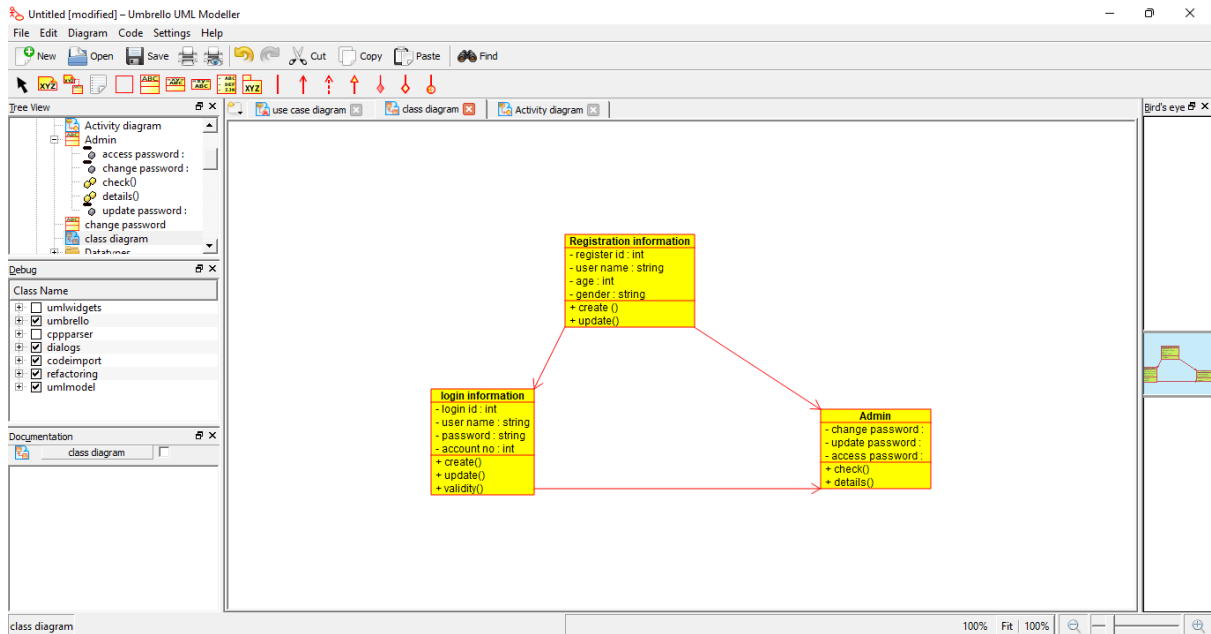 Untitled [modified] – Umbrello UML Modeller
File Edit Diagram Code Settings Help
New Open Save Cut Copy Paste Find
Tree View
Activity diagram
Admin
access password :
change password :
check()
details()
update password :
change password
class diagram
Datatypes
Debug
Class Name
umlwidgets
umbrello
cppparser
dialogs
codeimport
refactoring
umlmodel
Documentation
class diagram
use case diagram
class diagram
Activity diagram
Registration information
- register id : int
- user name : string
- age : int
- gender : string
+ create ()
+ update()
login information
- login id : int
- user name : string
- password : string
- account no : int
+ create()
+ update()
+ validity()
Admin
- change password :
- update password :
- access password :
+ check()
+ details()
Bird's eye
class diagram
100% Fit 100%